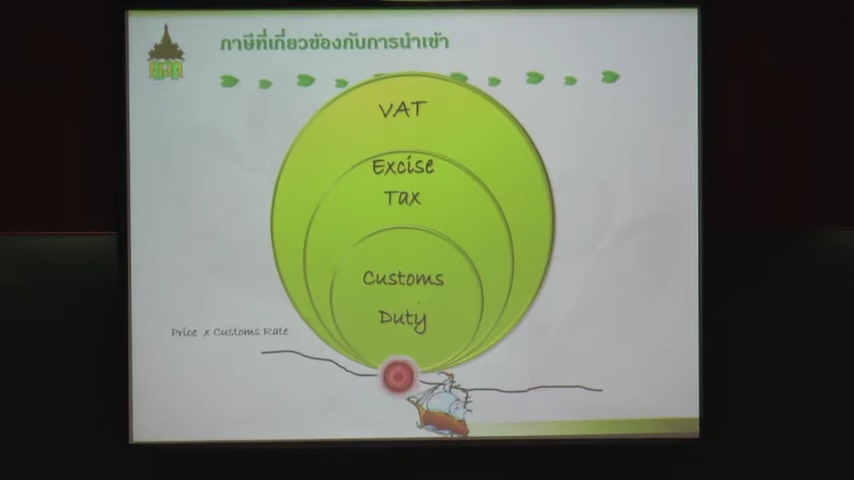 ภาษีที่เกี่ยวข้องกับการนำเข้า
VAT
Excise
Tax
Customs
Duty
Price x Customs Rate